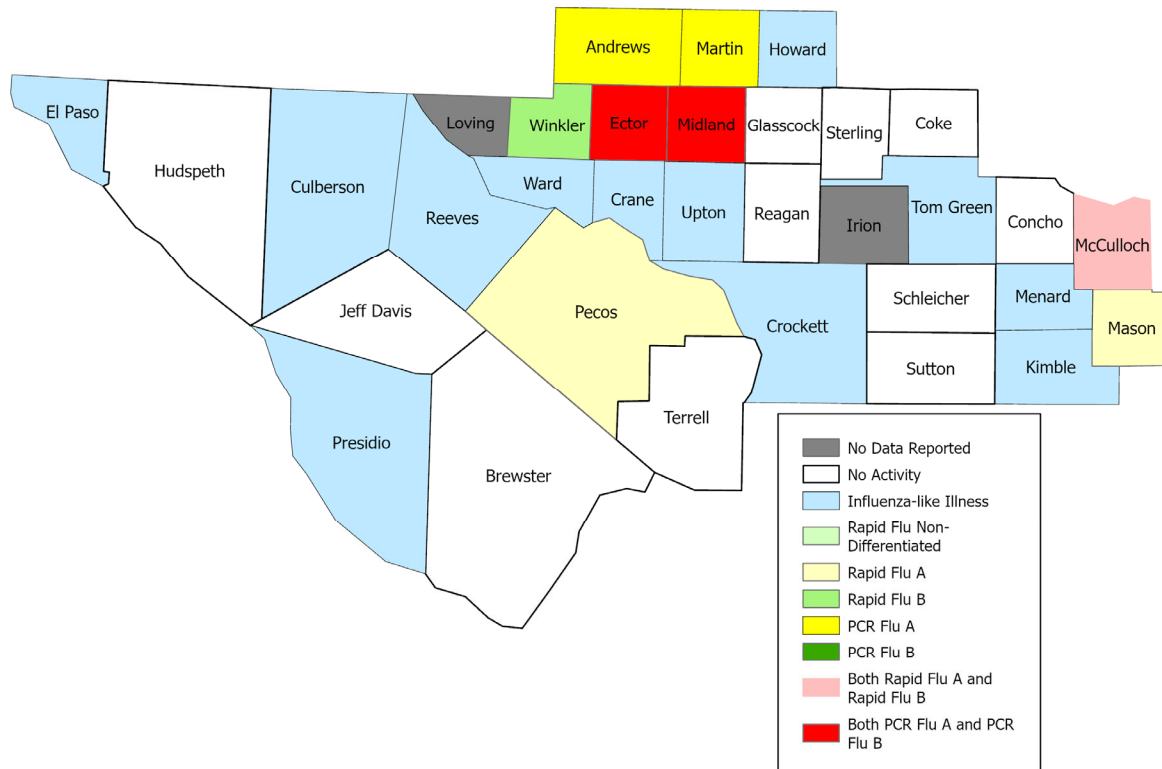 Andrews
Martin
Howard
El Paso
Hudspeth
Culberson
Reeves
Loving
Winkler
Ector
Midland
Glasscock
Sterling
Coke
Ward
Crane
Upton
Reagan
Irion
Tom Green
Concho
McCulloch
Jeff Davis
Pecos
Crockett
Schleicher
Menard
Mason
Sutton
Kimble
Presidio
Brewster
Terrell
No Data Reported
No Activity
Influenza-like Illness
Rapid Flu Non-
Differentiated
Rapid Flu A
Rapid Flu B
PCR Flu A
PCR Flu B
Both Rapid Flu A and
Rapid Flu B
Both PCR Flu A and PCR
Flu B